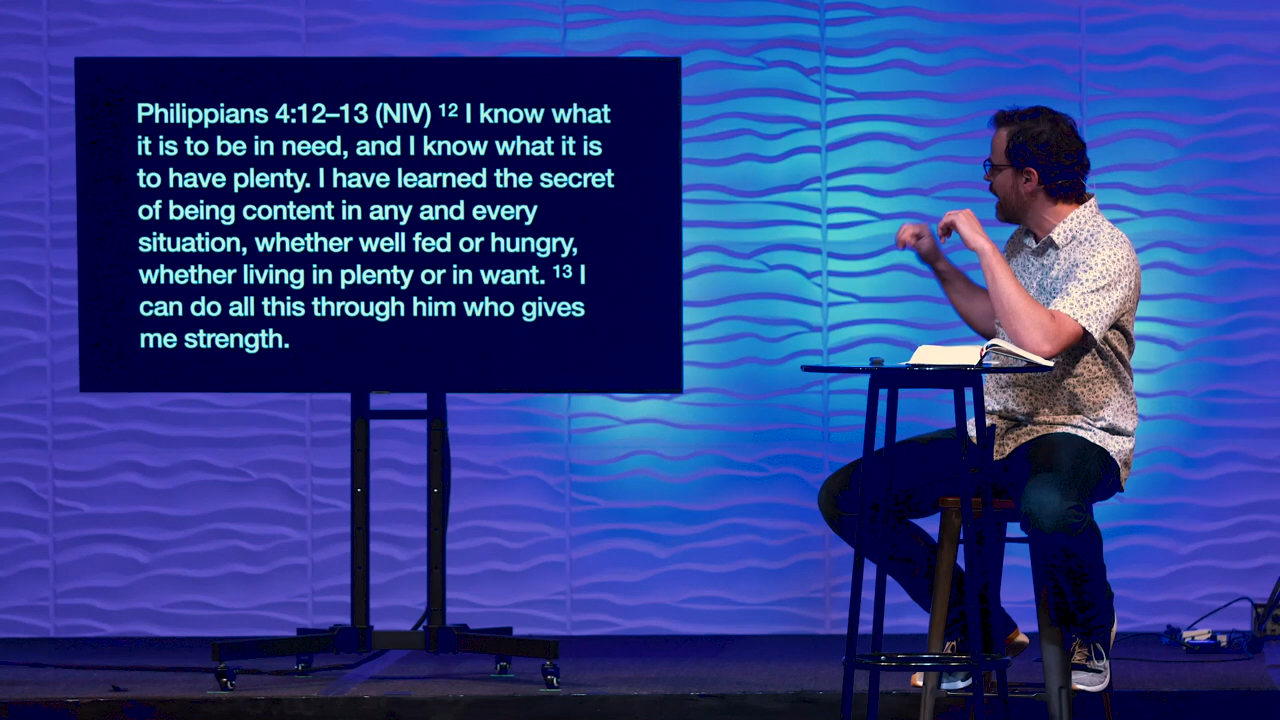 Philippians 4:12–13 (NIV) ¹² I know what
it is to be in need, and I know what it is
to have plenty. I have learned the secret
of being content in any and every
situation, whether well fed or hungry,
whether living in plenty or in want. ¹³ I
can do all this through him who gives
me strength.